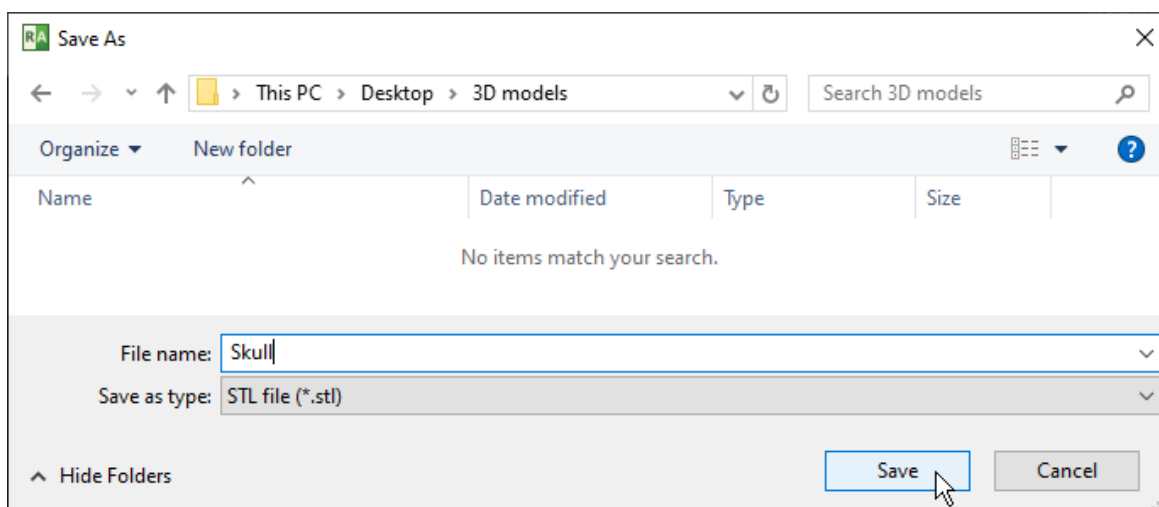 RA Save As
This PC > Desktop > 3D models Search 3D models
Organize New folder ?
Name Date modified Type Size
No items match your search.
File name: Skull
Save as type: STL file (*.stl)
Hide Folders Save Cancel